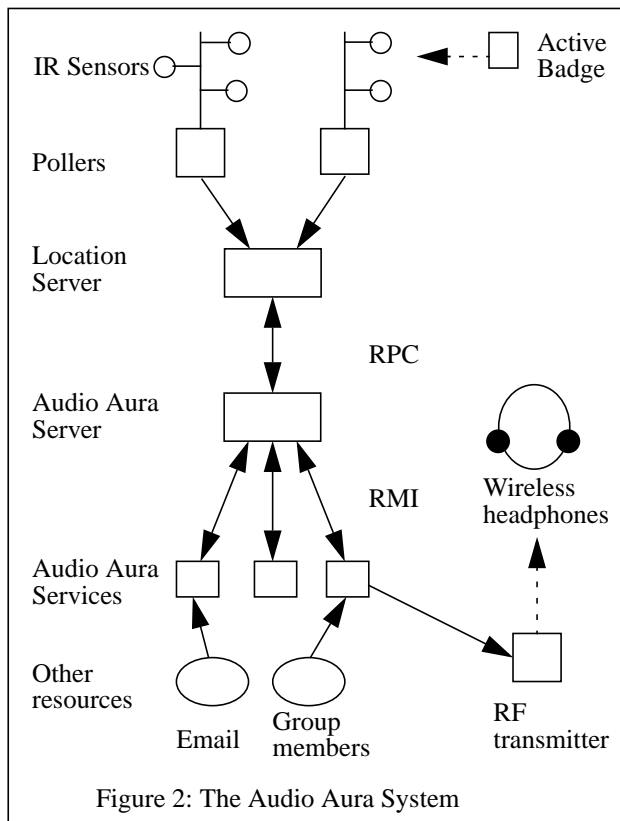 IR Sensors
Active
Badge
Pollers
Location
Server
RPC
Audio Aura
Server
RMI
Wireless
headphones
Audio Aura
Services
Other
resources
Email
Group
members
RF
transmitter
Figure 2: The Audio Aura System